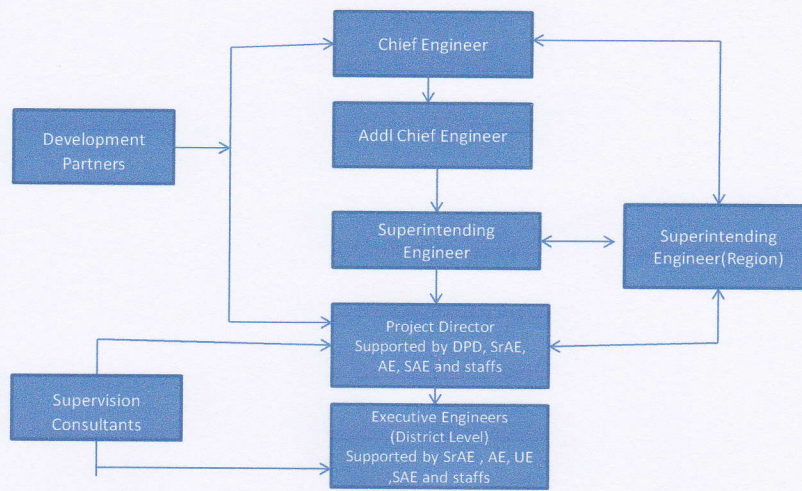 Chief Engineer
Addl Chief Engineer
Development
Partners
Superintending
Engineer
Superintending
Engineer(Region)
Project Director
Supported by DPD, SrAE,
AE, SAE and staffs
Supervision
Consultants
Executive Engineers
(District Level)
Supported by SrAE , AE, UE
,SAE and staffs